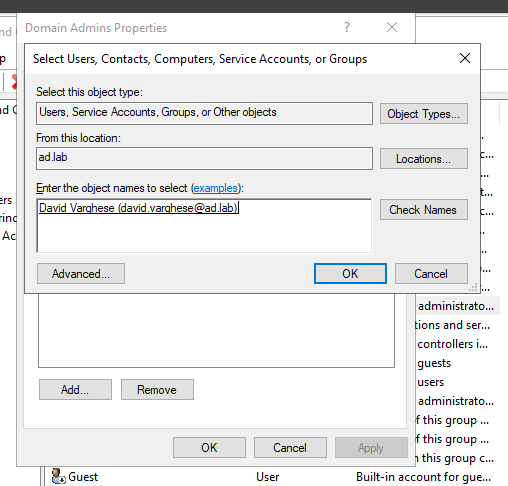 Domain Admins Properties
Select Users, Contacts, Computers, Service Accounts, or Groups
Select this object type:
Users, Service Accounts, Groups, or Other objects
Object Types...
From this location:
ad.lab
Locations...
Enter the object names to select (examples):
David Varghese (david.varghese@ad.lab)
Check Names
Advanced...
OK
Cancel
administrato...
tions and ser...
controllers i...
guests
users
administrato...
Add...
Remove
f this group ...
f this group ...
n this group c...
OK
Cancel
Apply
Guest
User
Built-in account for gue...